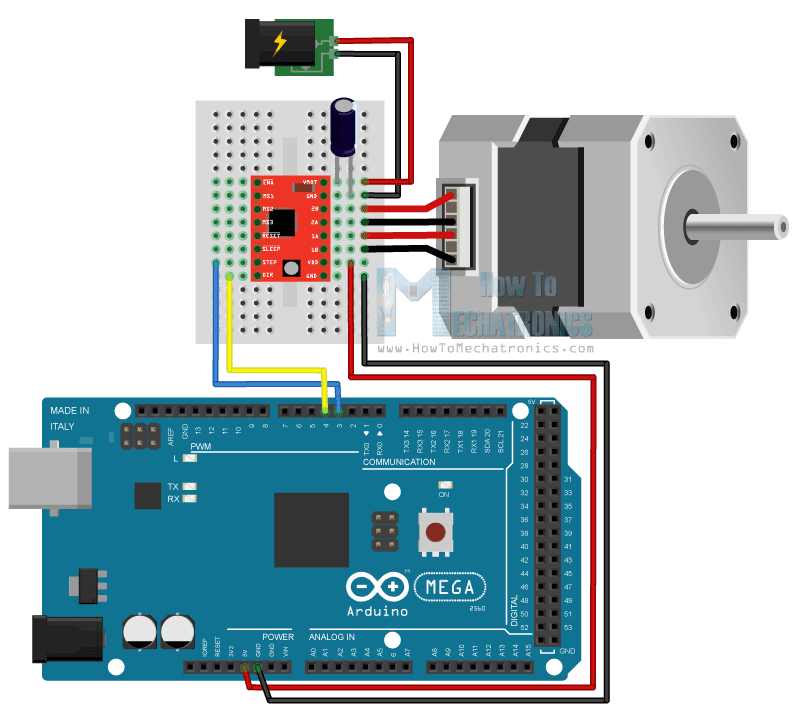 ENA VMOT
MS1 GND
MS2 2B
MS3 2A
RESET 1A
SLEEP 1B
STEP VDD
DIR GND
How To
MECHATRONICS
www.HowToMechatronics.com
MADE IN
ITALY
AREF GND 13 12 11 10 9 8
7 6 5 4 3 2 TX0 1 RX0 0
TX3 14 RX3 15 TX2 16 RX2 17 TX1 18 RX1 19 SDA 20 SCL 21
PWM
COMMUNICATION
L
TX
RX
ON
5V
22
24
26
28
30 31
32 33
34 35
36 37
38 39
40 41
42 43
44 45
46 47
48 49
50 51
52 53
GND
DIGITAL
™
Arduino
MEGA
2560
POWER
ANALOG IN
IOREF RESET 3V3 5V GND GND VIN
A0 A1 A2 A3 A4 A5 6 A7
A8 A9 A10 A11 A12 A13 A14 A15